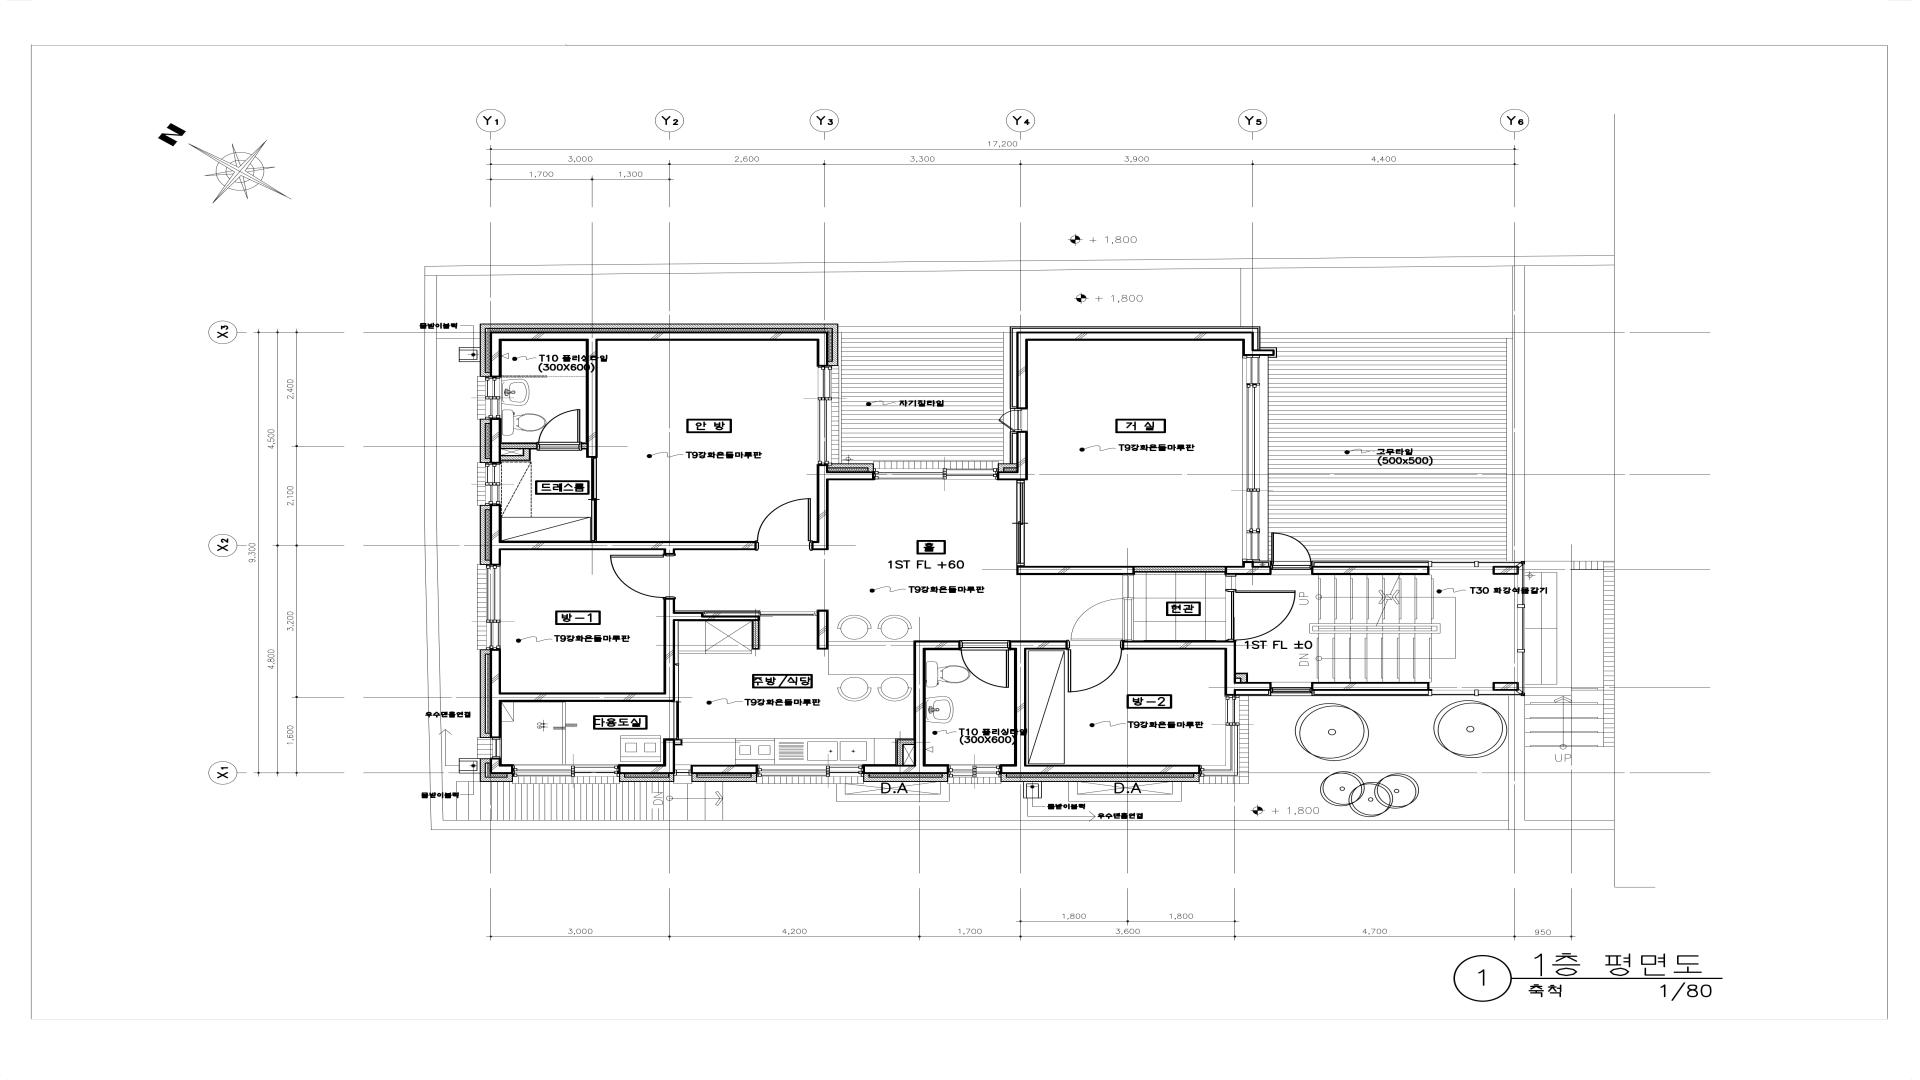 N
Y1 Y2 Y3 Y4 Y5 Y6
17,200
3,000 2,600 3,300 3,900 4,400
1,700 1,300
+ 1,800
+ 1,800
X3
X2
X1
9,300
4,500
4,800
2,400
2,100
3,200
1,600
물받이블럭
T10 폴리싱타일
(300X600)
안 방
T9강화온돌마루판
드레스룸
자기질타일
거 실
T9강화온돌마루판
고무타일
(500x500)
홀
1ST FL +60
T9강화온돌마루판
방-1
T9강화온돌마루판
현관
UP
T30 화강석물갈기
1ST FL ±0
DN
주방/식당
T9강화온돌마루판
방-2
T9강화온돌마루판
우수맨홀연결
다용도실
T10 폴리싱타일
(300X600)
UP
물받이블럭
DN
D.A
D.A
물받이블럭
우수맨홀연결
+ 1,800
1,800 1,800
3,000 4,200 1,700 3,600 4,700 950
1
1층 평면도
축척 1/80